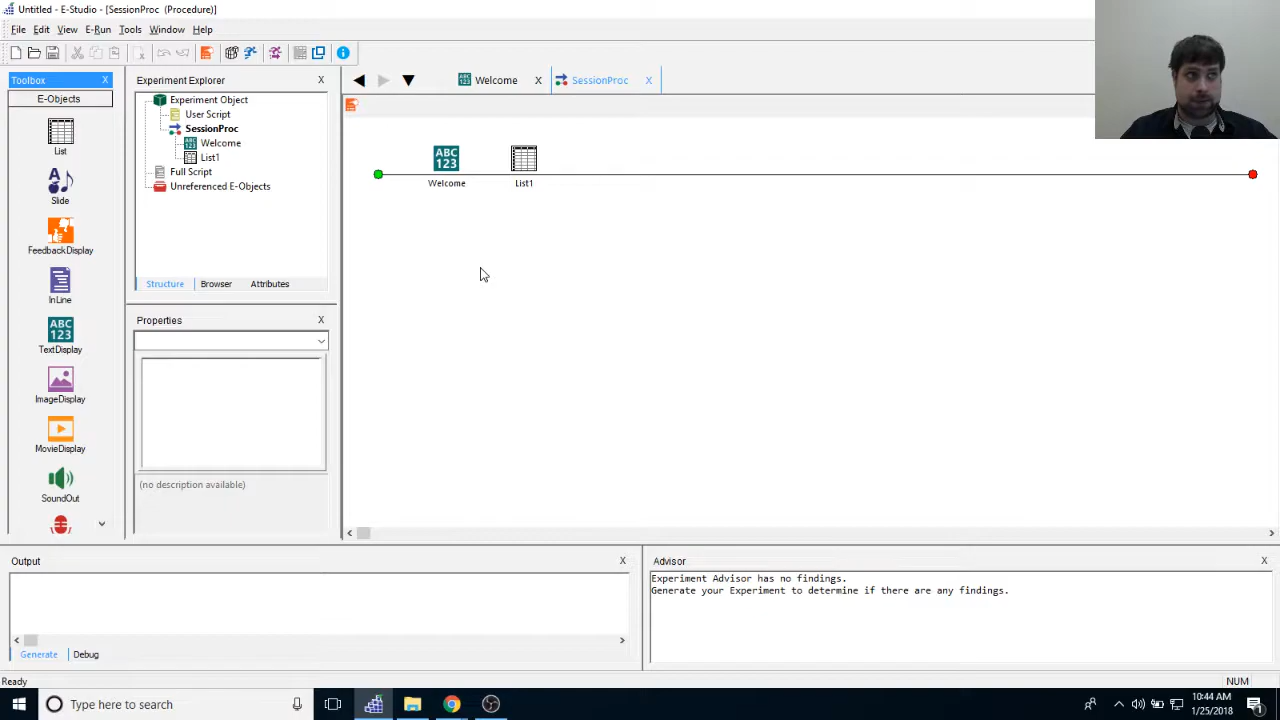 Untitled - E-Studio - [SessionProc (Procedure)]
File Edit View E-Run Tools Window Help
Toolbox X
E-Objects
List
Slide
FeedbackDisplay
InLine
ABC 123
TextDisplay
ImageDisplay
MovieDisplay
SoundOut
Experiment Explorer X
Experiment Object
User Script
SessionProc
Welcome
List1
Full Script
Unreferenced E-Objects
Structure Browser Attributes
Properties X
(no description available)
Welcome X SessionProc X
ABC 123
Welcome
List1
Output X
Generate Debug
Advisor X
Experiment Advisor has no findings.
Generate your Experiment to determine if there are any findings.
Ready
NUM
Type here to search
10:44 AM
1/25/2018